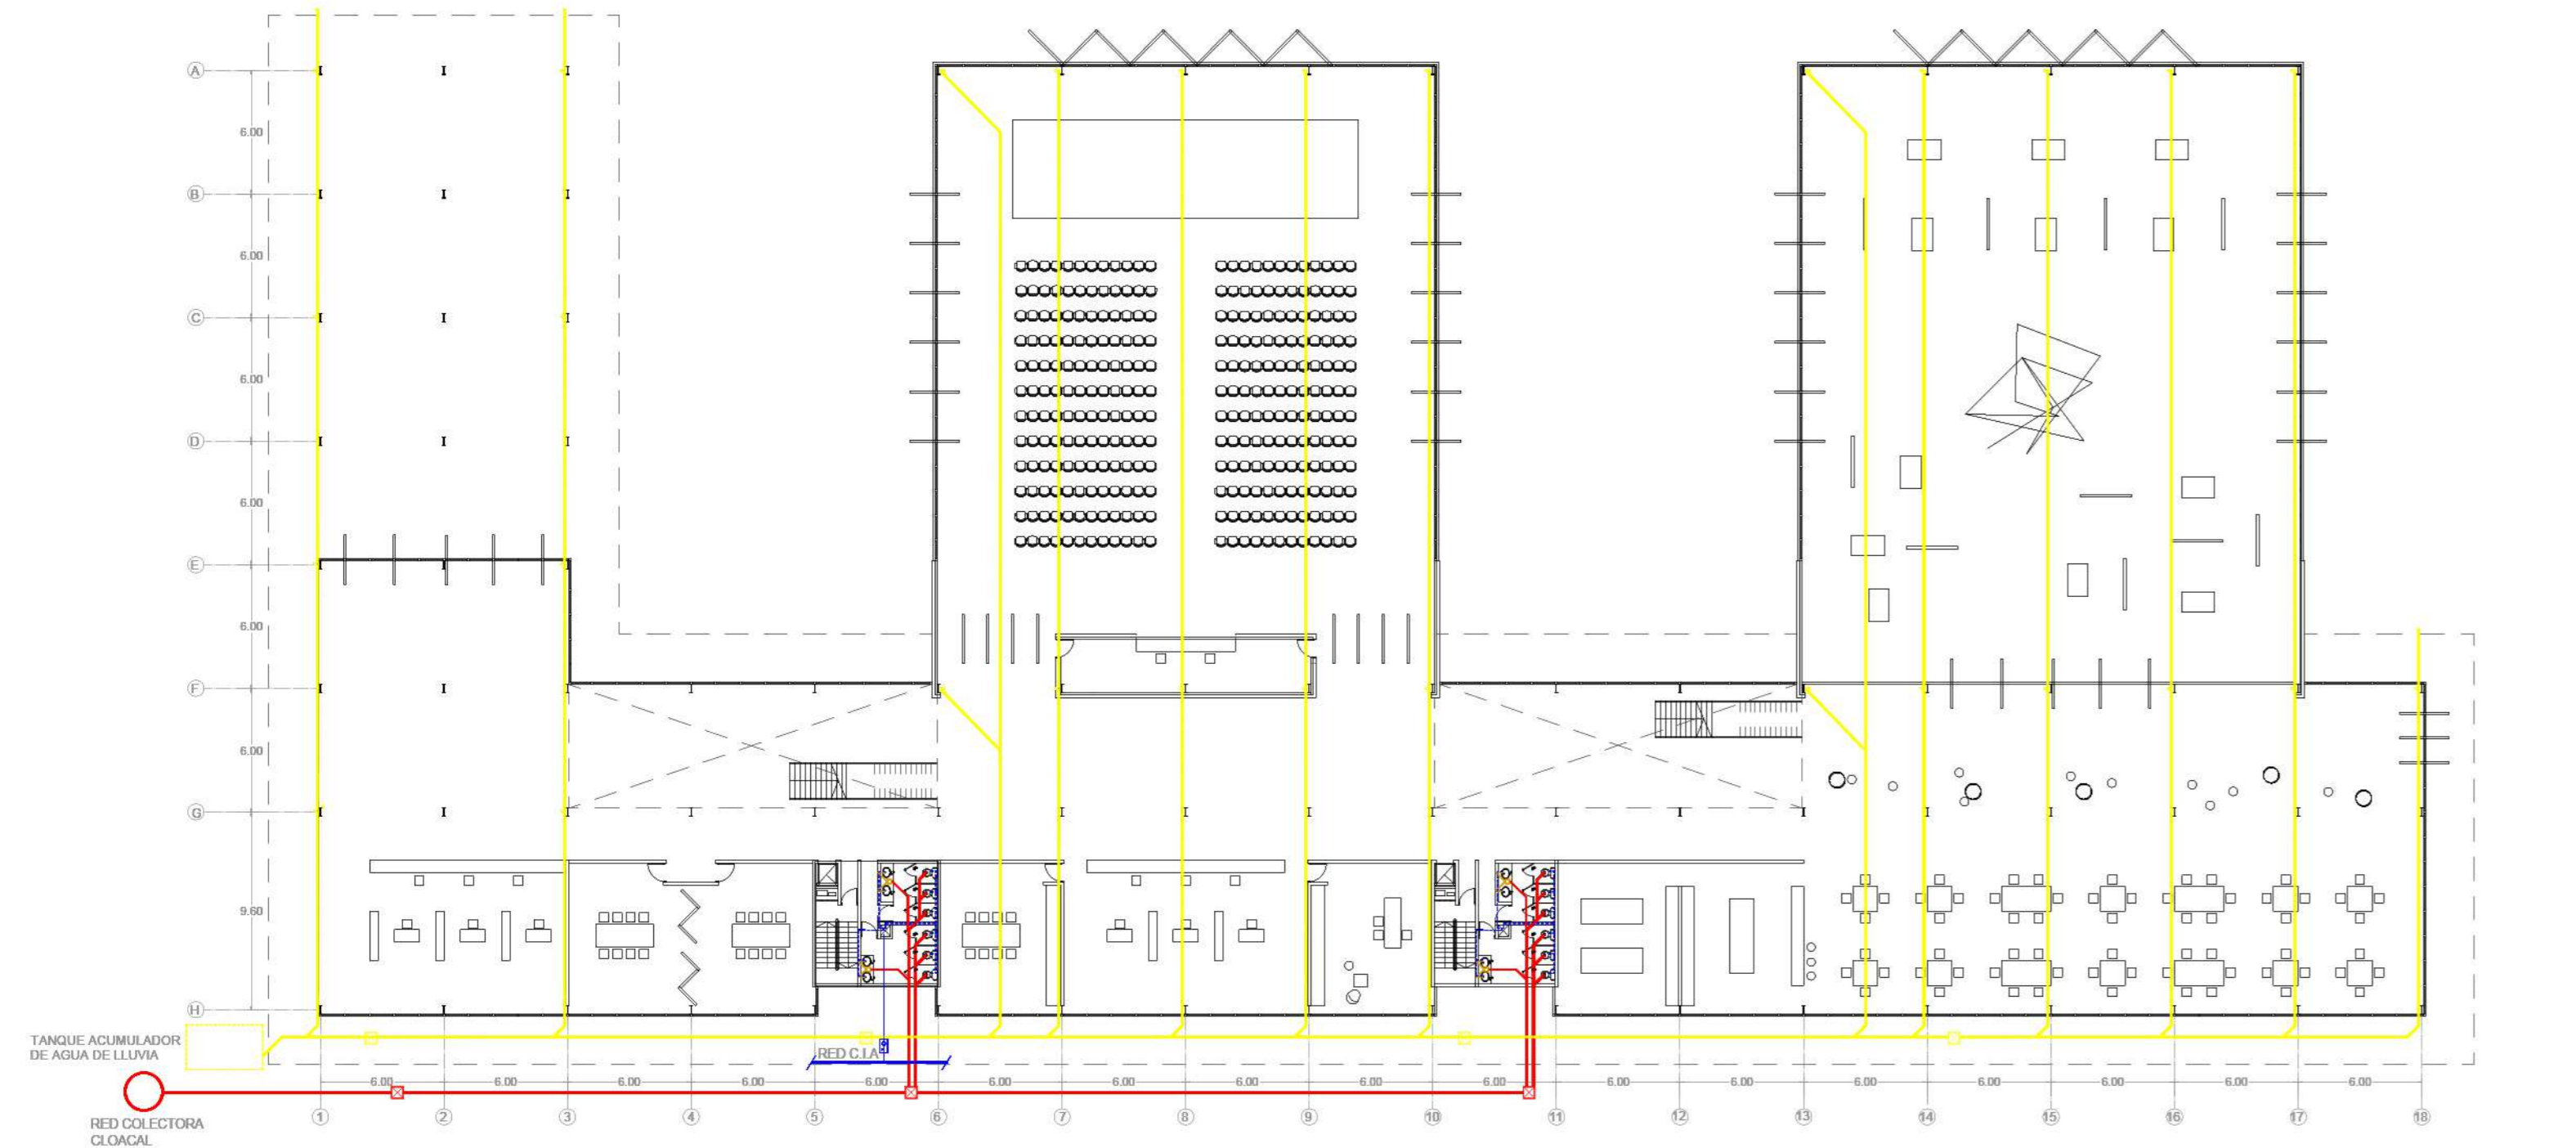 A
6.00
B
6.00
C
6.00
D
6.00
E
6.00
F
6.00
G
9.60
H
TANQUE ACUMULADOR
DE AGUA DE LLUVIA
RED C.I.A
6.00 6.00 6.00 6.00 6.00 6.00 6.00 6.00 6.00 6.00 6.00 6.00 6.00 6.00 6.00 6.00 6.00
1 2 3 4 5 6 7 8 9 10 11 12 13 14 15 16 17 18
RED COLECTORA
CLOACAL